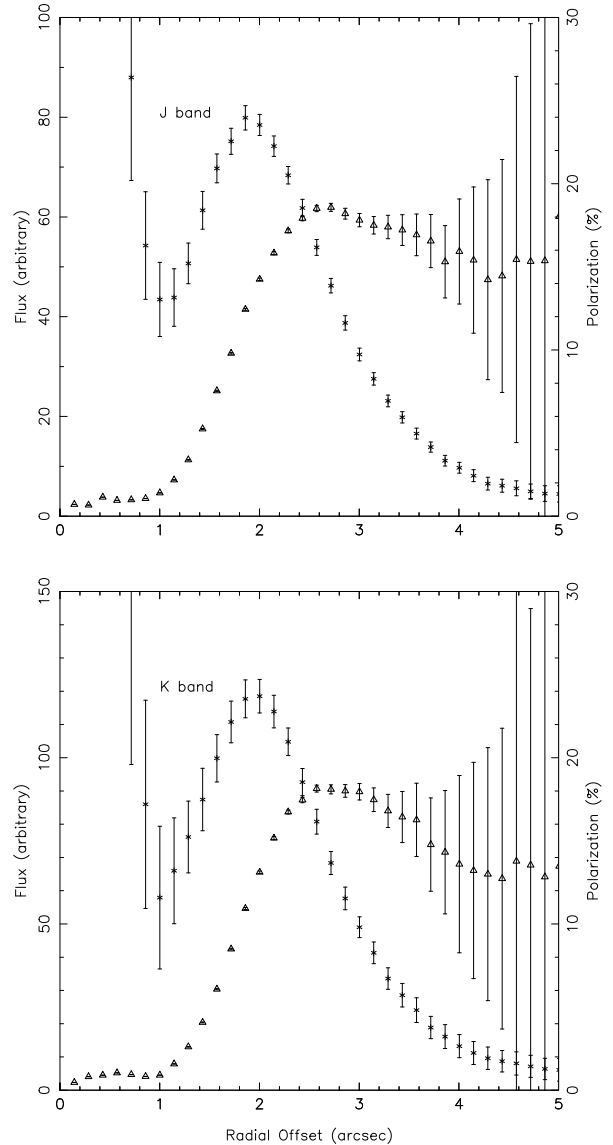 100
80
60
40
20
0
Flux (arbitrary)
J band
30
20
10
0
Polarization (%)
0 1 2 3 4 5
150
100
50
0
Flux (arbitrary)
K band
30
20
10
0
Polarization (%)
0 1 2 3 4 5
Radial Offset (arcsec)